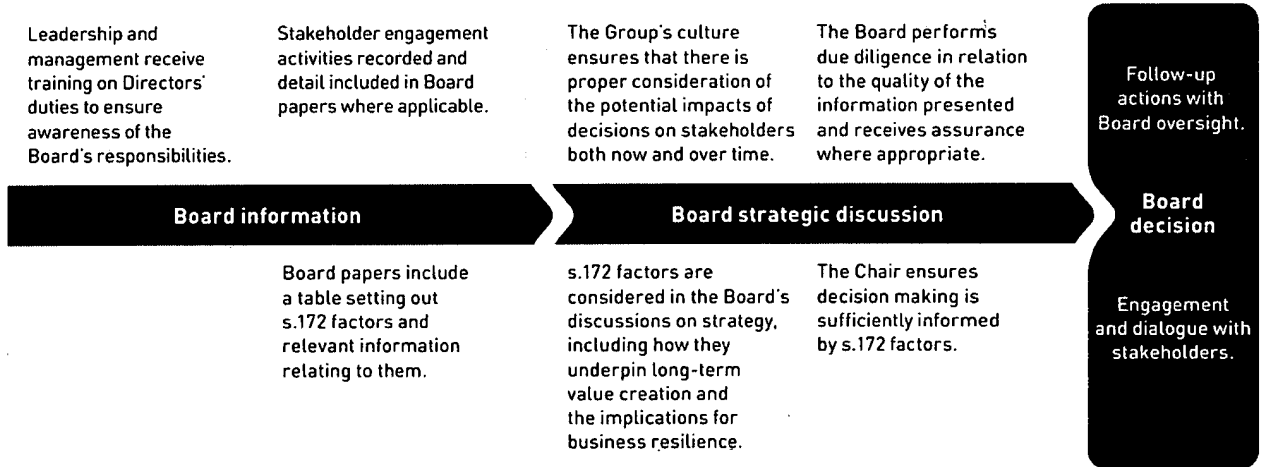 Leadership and
management receive
training on Directors'
duties to ensure
awareness of the
Board's responsibilities.
Stakeholder engagement
activities recorded and
detail included in Board
papers where applicable.
The Group's culture
ensures that there is
proper consideration of
the potential impacts of
decisions on stakeholders
both now and over time.
The Board performs
due diligence in relation
to the quality of the
information presented
and receives assurance
where appropriate.
Follow-up
actions with
Board oversight.
Board information
Board strategic discussion
Board
decision
Board papers include
a table setting out
s.172 factors and
relevant information
relating to them.
s.172 factors are
considered in the Board's
discussions on strategy,
including how they
underpin long-term
value creation and
the implications for
business resilience.
The Chair ensures
decision making is
sufficiently informed
by s.172 factors.
Engagement
and dialogue with
stakeholders.